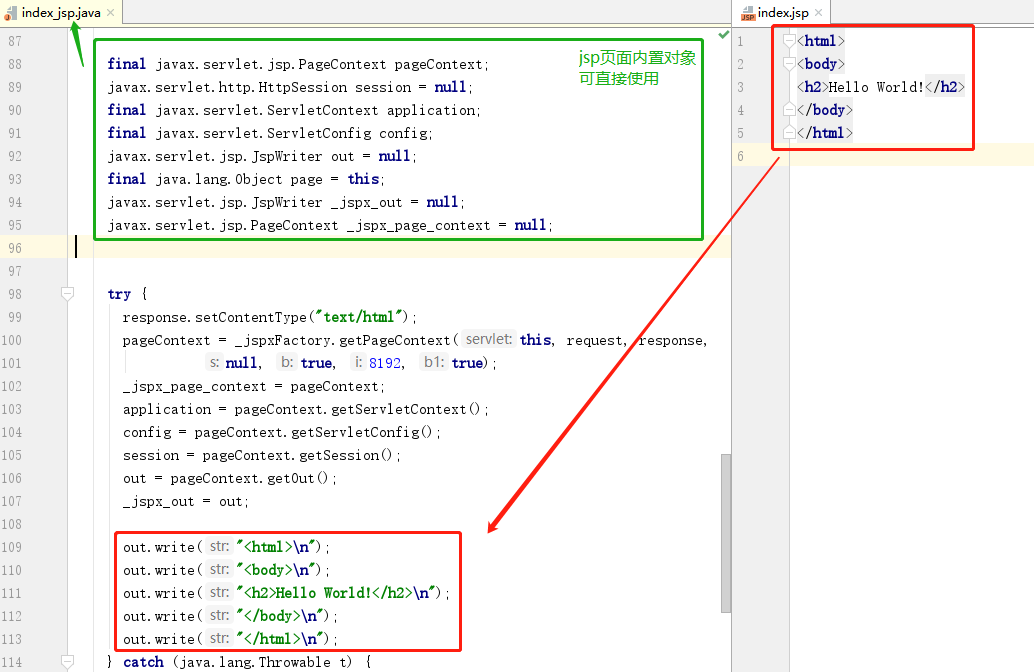 index_jsp.java
87
88 final javax.servlet.jsp.PageContext pageContext;
89 javax.servlet.http.HttpSession session = null;
90 final javax.servlet.ServletContext application;
91 final javax.servlet.ServletConfig config;
92 javax.servlet.jsp.JspWriter out = null;
93 final java.lang.Object page = this;
94 javax.servlet.jsp.JspWriter _jspx_out = null;
95 javax.servlet.jsp.PageContext _jspx_page_context = null;
jsp页面内置对象
可直接使用
96
97
98 try {
99 response.setContentType("text/html");
100 pageContext = _jspxFactory.getPageContext( servlet: this, request, response,
101 s: null, b: true, i: 8192, b1: true);
102 _jspx_page_context = pageContext;
103 application = pageContext.getServletContext();
104 config = pageContext.getServletConfig();
105 session = pageContext.getSession();
106 out = pageContext.getOut();
107 _jspx_out = out;
108
109 out.write( str: "<html>\n");
110 out.write( str: "<body>\n");
111 out.write( str: "<h2>Hello World!</h2>\n");
112 out.write( str: "</body>\n");
113 out.write( str: "</html>\n");
114 } catch (java.lang.Throwable t) {
JSP index.jsp
1 <html>
2 <body>
3 <h2>Hello World!</h2>
4 </body>
5 </html>
6